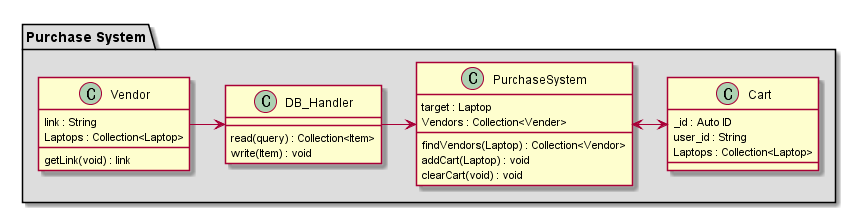 Purchase System
C Vendor
link : String
Laptops : Collection<Laptop>
getLink(void) : link
C DB_Handler
read(query) : Collection<Item>
write(Item) : void
C PurchaseSystem
target : Laptop
Vendors : Collection<Vender>
findVendors(Laptop) : Collection<Vendor>
addCart(Laptop) : void
clearCart(void) : void
C Cart
_id : Auto ID
user_id : String
Laptops : Collection<Laptop>